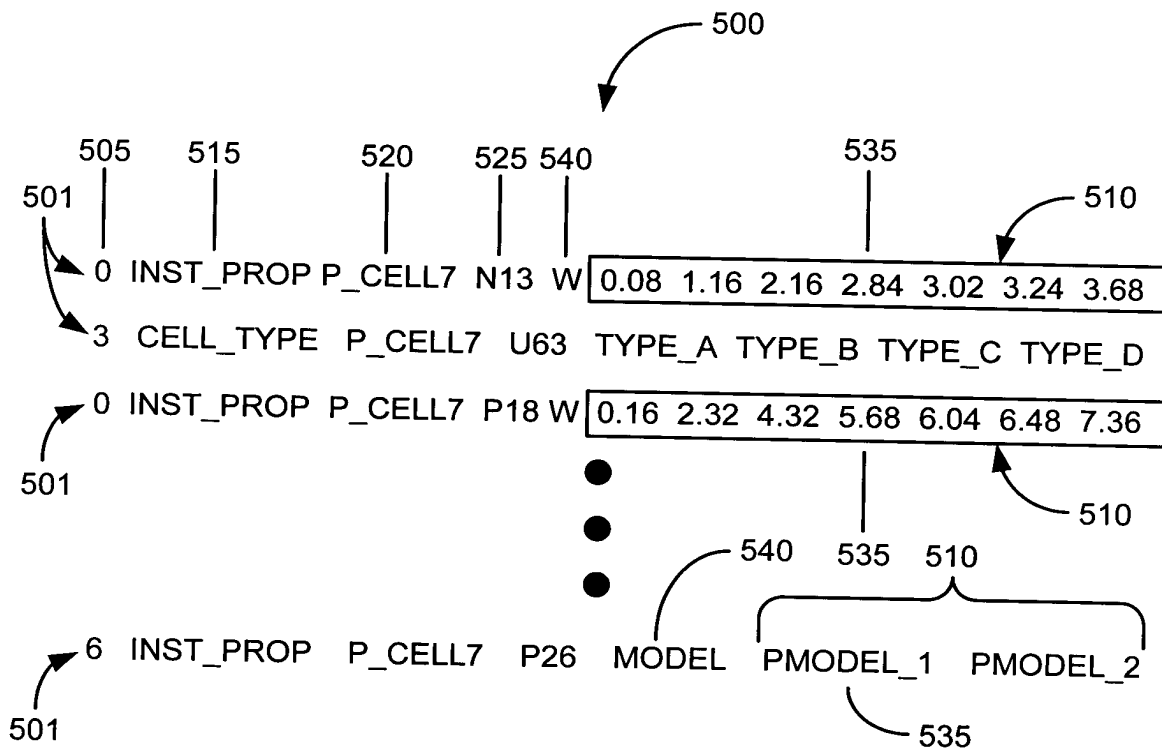 500
505 515 520 525 540 535
501 510
0 INST_PROP P_CELL7 N13 W 0.08 1.16 2.16 2.84 3.02 3.24 3.68
3 CELL_TYPE P_CELL7 U63 TYPE_A TYPE_B TYPE_C TYPE_D
0 INST_PROP P_CELL7 P18 W 0.16 2.32 4.32 5.68 6.04 6.48 7.36
501
510
540 535 510
6 INST_PROP P_CELL7 P26 MODEL PMODEL_1 PMODEL_2
501 535